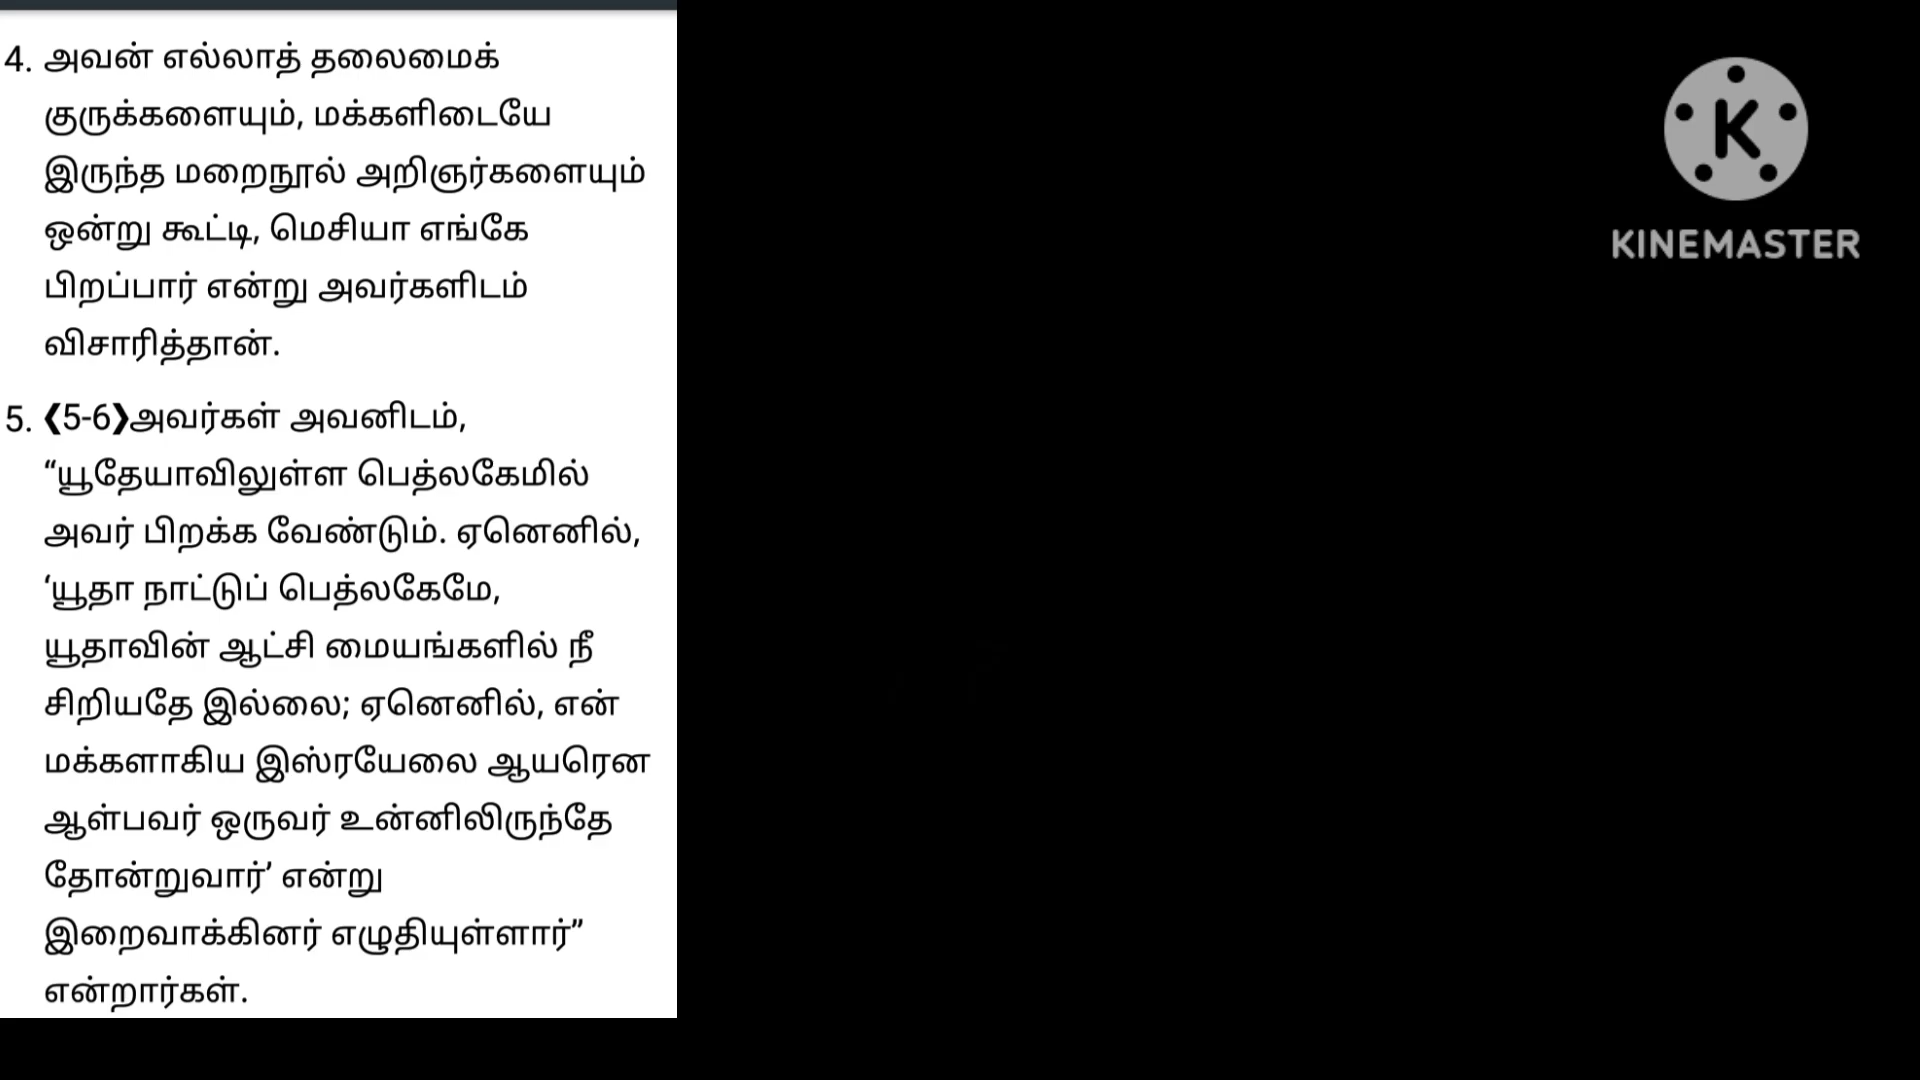 4. அவன் எல்லாத் தலைமைக்
குருக்களையும், மக்களிடையே
இருந்த மறைநூல் அறிஞர்களையும்
ஒன்று கூட்டி, மெசியா எங்கே
பிறப்பார் என்று அவர்களிடம்
விசாரித்தான்.
5. ❬5-6❭அவர்கள் அவனிடம்,
“யூதேயாவிலுள்ள பெத்லகேமில்
அவர் பிறக்க வேண்டும். ஏனெனில்,
‘யூதா நாட்டுப் பெத்லகேமே,
யூதாவின் ஆட்சி மையங்களில் நீ
சிறியதே இல்லை; ஏனெனில், என்
மக்களாகிய இஸ்ரயேலை ஆயரென
ஆள்பவர் ஒருவர் உன்னிலிருந்தே
தோன்றுவார்’ என்று
இறைவாக்கினர் எழுதியுள்ளார்”
என்றார்கள்.
K
KINEMASTER